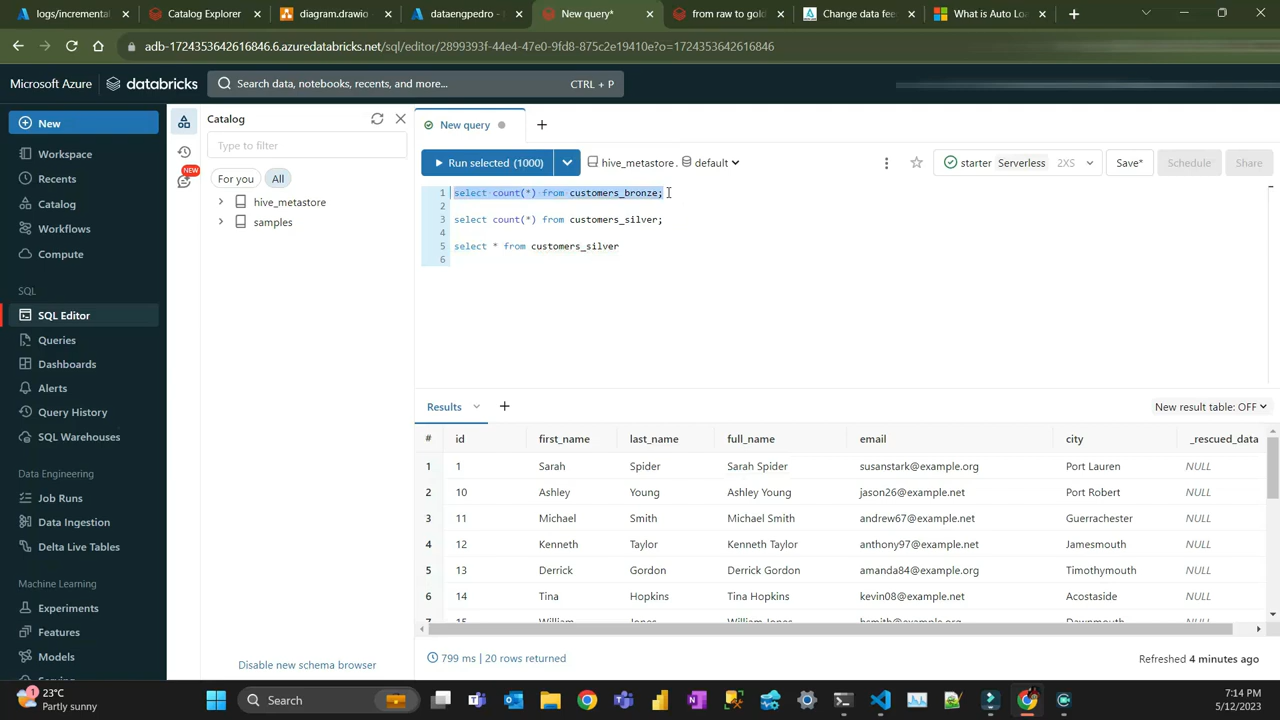 logs/incremental
Catalog Explorer
diagram.drawio
dataengpedro
New query*
from raw to gold
Change data fee
What is Auto Loa
adb-1724353642616846.6.azuredatabricks.net/sql/editor/2899393f-44e4-47e0-9fd8-875c2e19410e?o=1724353642616846
Microsoft Azure
databricks
Search data, notebooks, recents, and more...
CTRL + P
New
Workspace
Recents
Catalog
Workflows
Compute
SQL
SQL Editor
Queries
Dashboards
Alerts
Query History
SQL Warehouses
Data Engineering
Job Runs
Data Ingestion
Delta Live Tables
Machine Learning
Experiments
Features
Models
NEW
Catalog
Type to filter
For you
All
hive_metastore
samples
Disable new schema browser
New query
Run selected (1000)
hive_metastore . default
starter Serverless 2XS
Save*
Schedule
Share
1 select count(*) from customers_bronze;
2
3 select count(*) from customers_silver;
4
5 select * from customers_silver
6
Results
New result table: OFF
# id first_name last_name full_name email city _rescued_data
1 1 Sarah Spider Sarah Spider susanstark@example.org Port Lauren NULL
2 10 Ashley Young Ashley Young jason26@example.net Port Robert NULL
3 11 Michael Smith Michael Smith andrew67@example.net Guerrachester NULL
4 12 Kenneth Taylor Kenneth Taylor anthony97@example.net Jamesmouth NULL
5 13 Derrick Gordon Derrick Gordon amanda84@example.org Timothymouth NULL
6 14 Tina Hopkins Tina Hopkins kevin08@example.net Acostaside NULL
799 ms | 20 rows returned
Refreshed 4 minutes ago
1
23°C
Partly sunny
Search
7:14 PM
5/12/2023